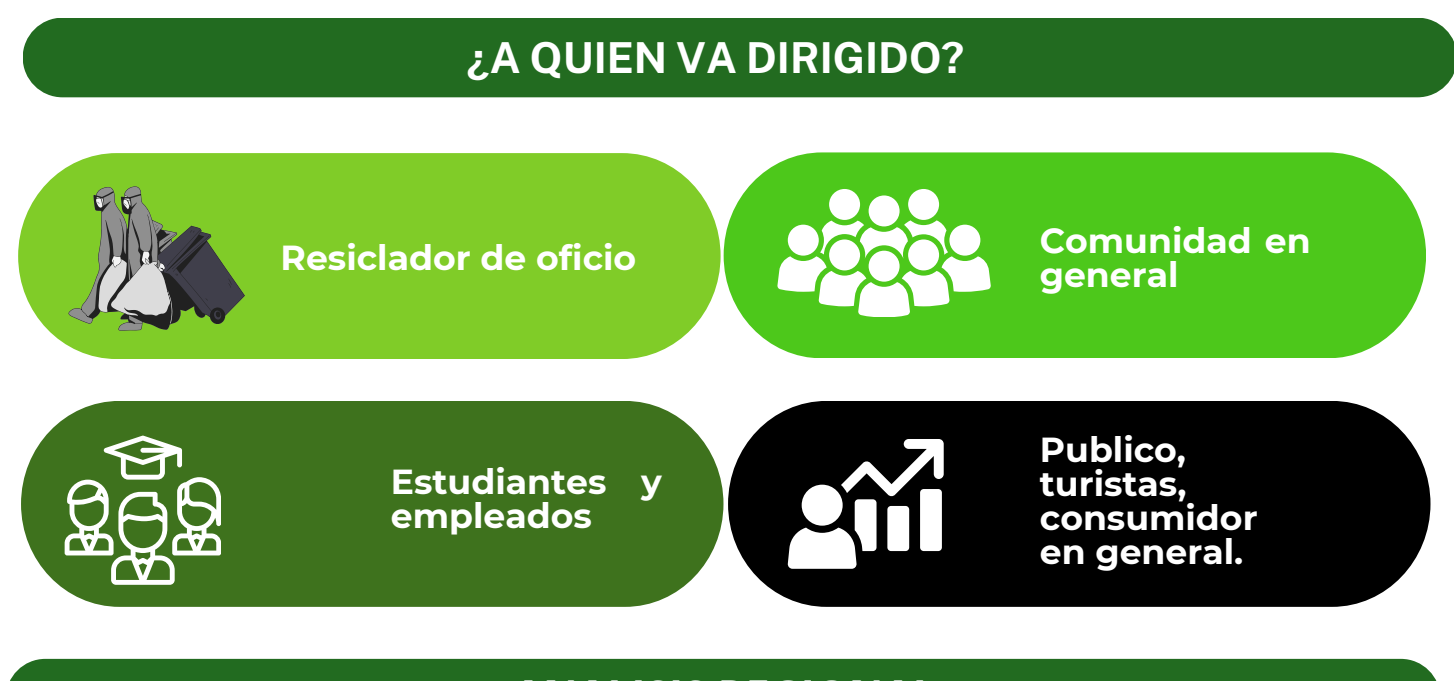 ¿A QUIEN VA DIRIGIDO?
Resiclador de oficio
Comunidad en
general
Estudiantes y
empleados
Publico,
turistas,
consumidor
en general.